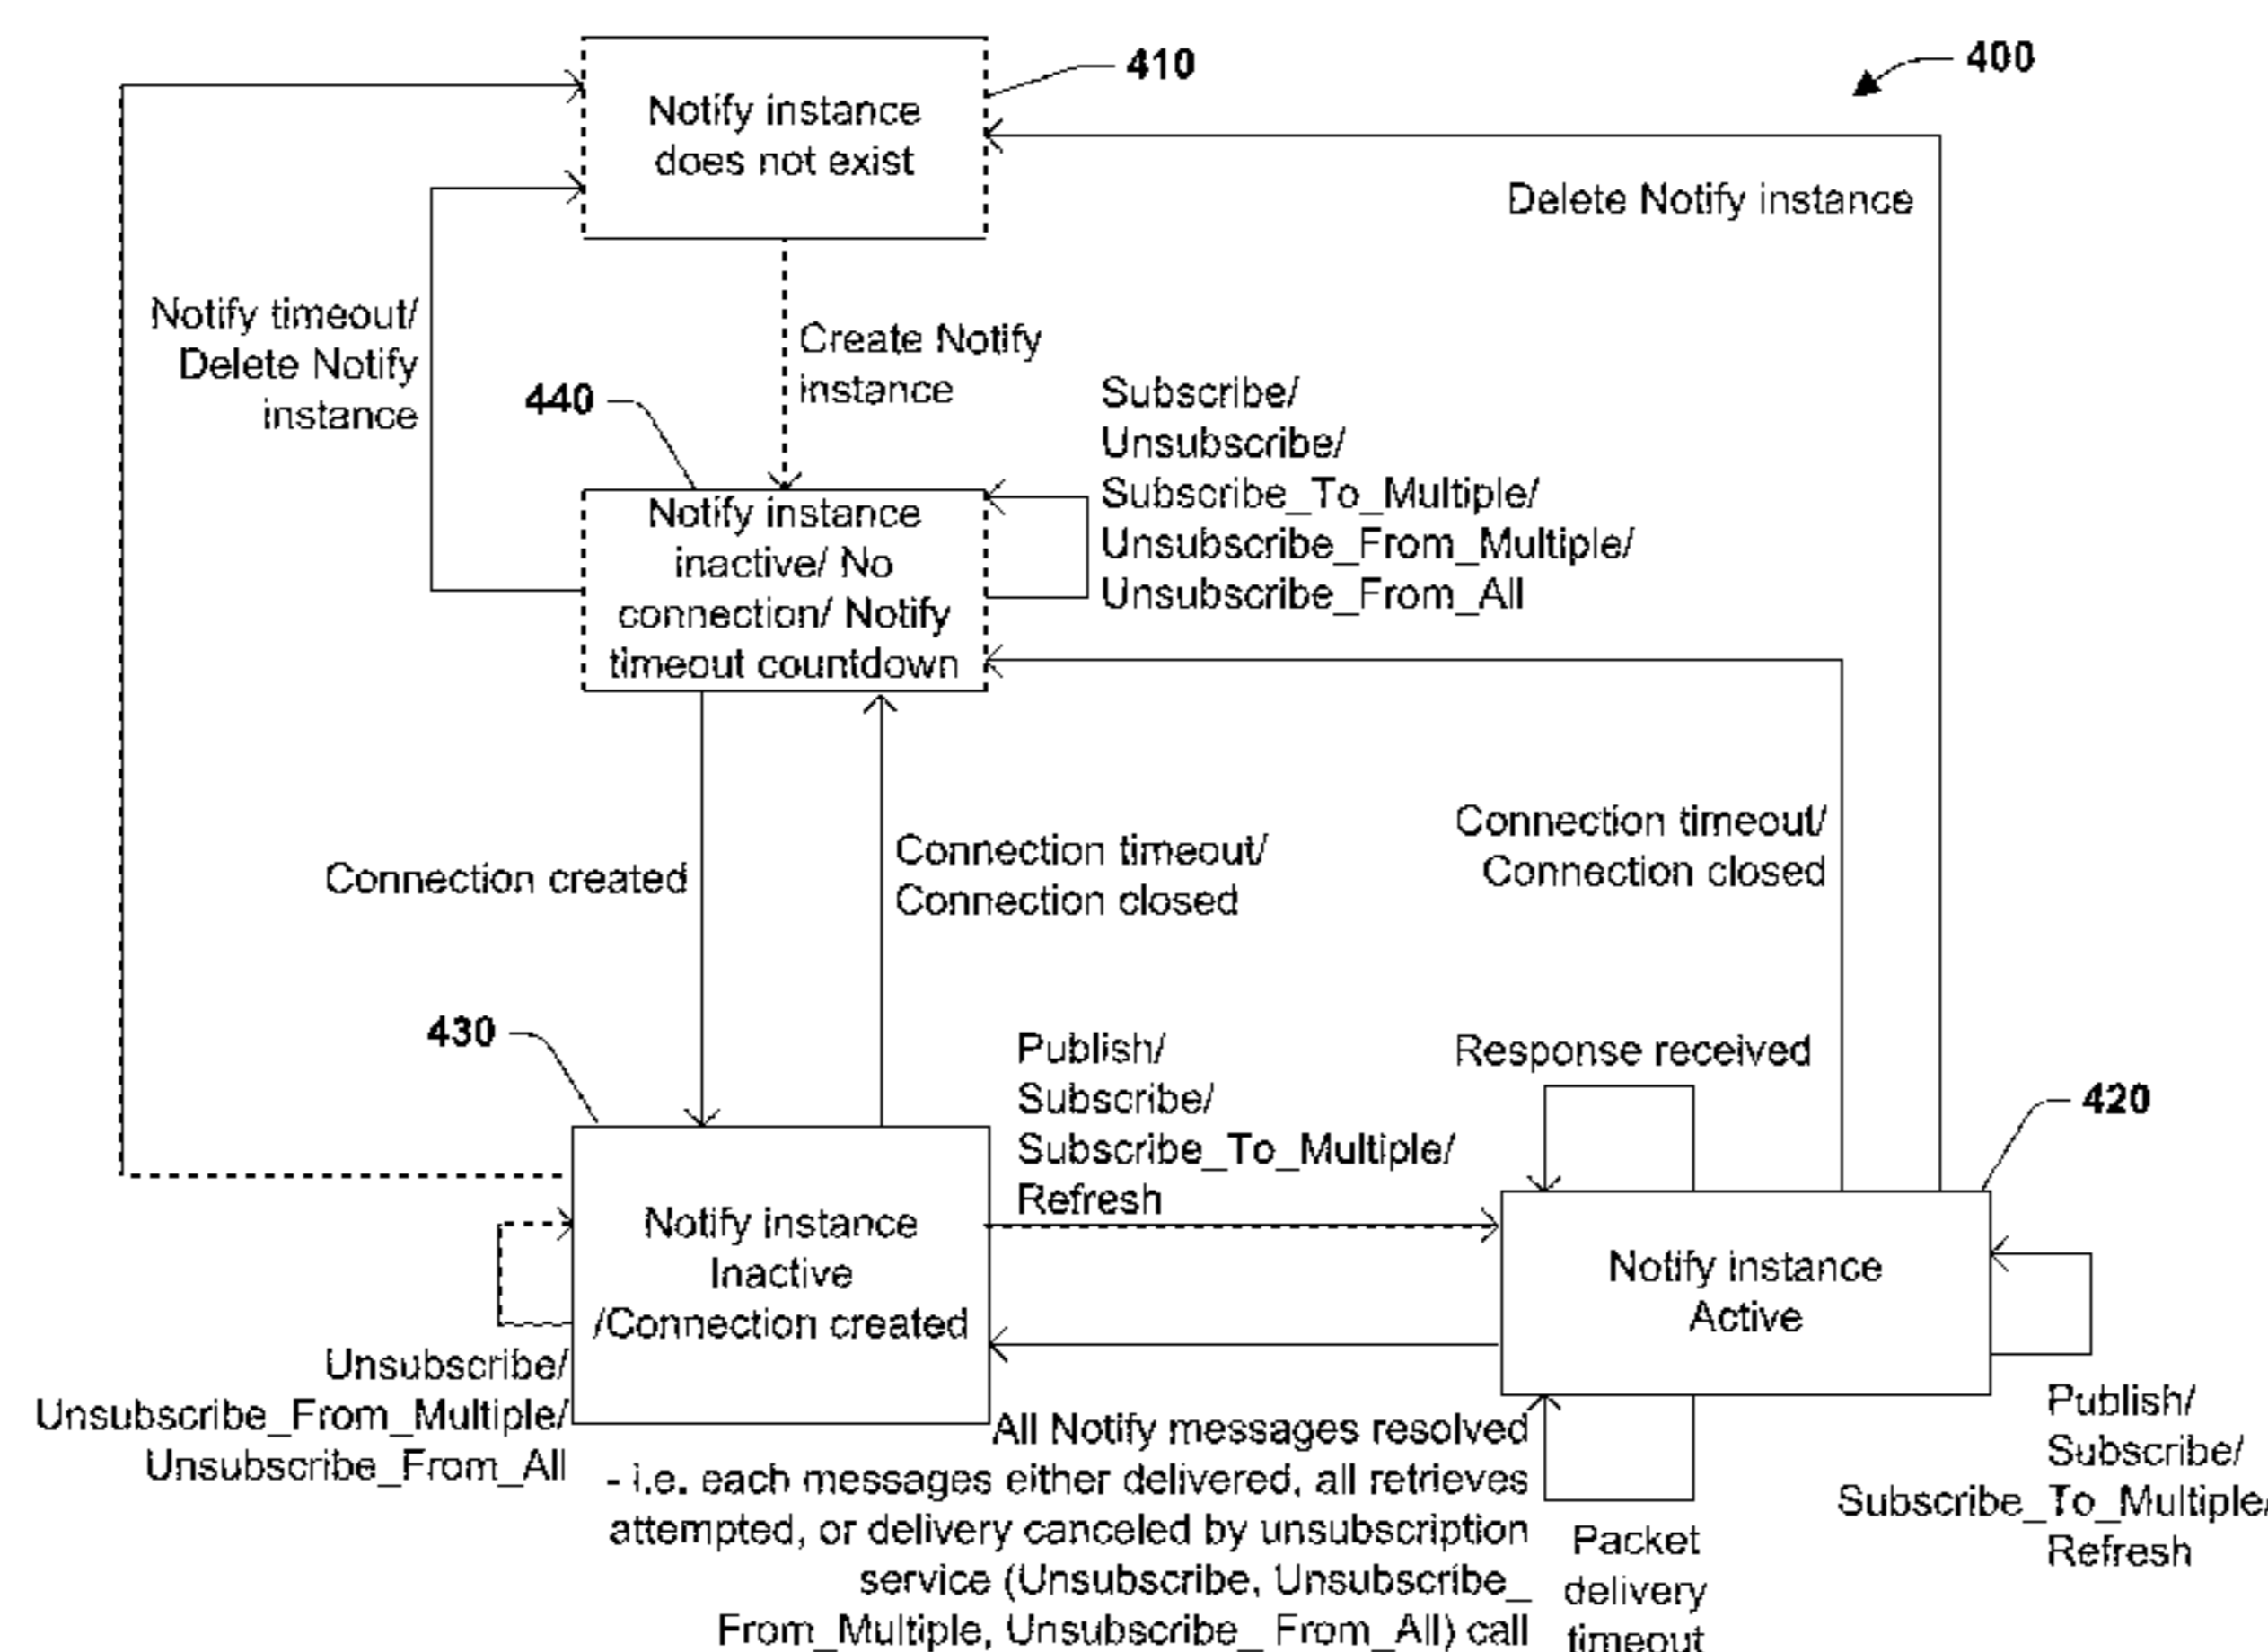 410
400
Notify instance
does not exist
Delete Notify instance
Notify timeout/
Delete Notify
instance
Create Notify
instance
440
Subscribe/
Unsubscribe/
Subscribe_To_Multiple/
Unsubscribe_From_Multiple/
Unsubscribe_From_All
Notify instance
inactive/ No
connection/ Notify
timeout countdown
Connection created
Connection timeout/
Connection closed
Connection timeout/
Connection closed
430
Publish/
Subscribe/
Subscribe_To_Multiple/
Refresh
Response received
420
Notify instance
Inactive
/Connection created
Notify instance
Active
Unsubscribe/
Unsubscribe_From_Multiple/
Unsubscribe_From_All
All Notify messages resolved
- i.e. each messages either delivered, all retrieves
attempted, or delivery canceled by unsubscription
service (Unsubscribe, Unsubscribe_
From_Multiple, Unsubscribe_ From_All) call
Packet
delivery
timeout
Publish/
Subscribe/
Subscribe_To_Multiple/
Refresh